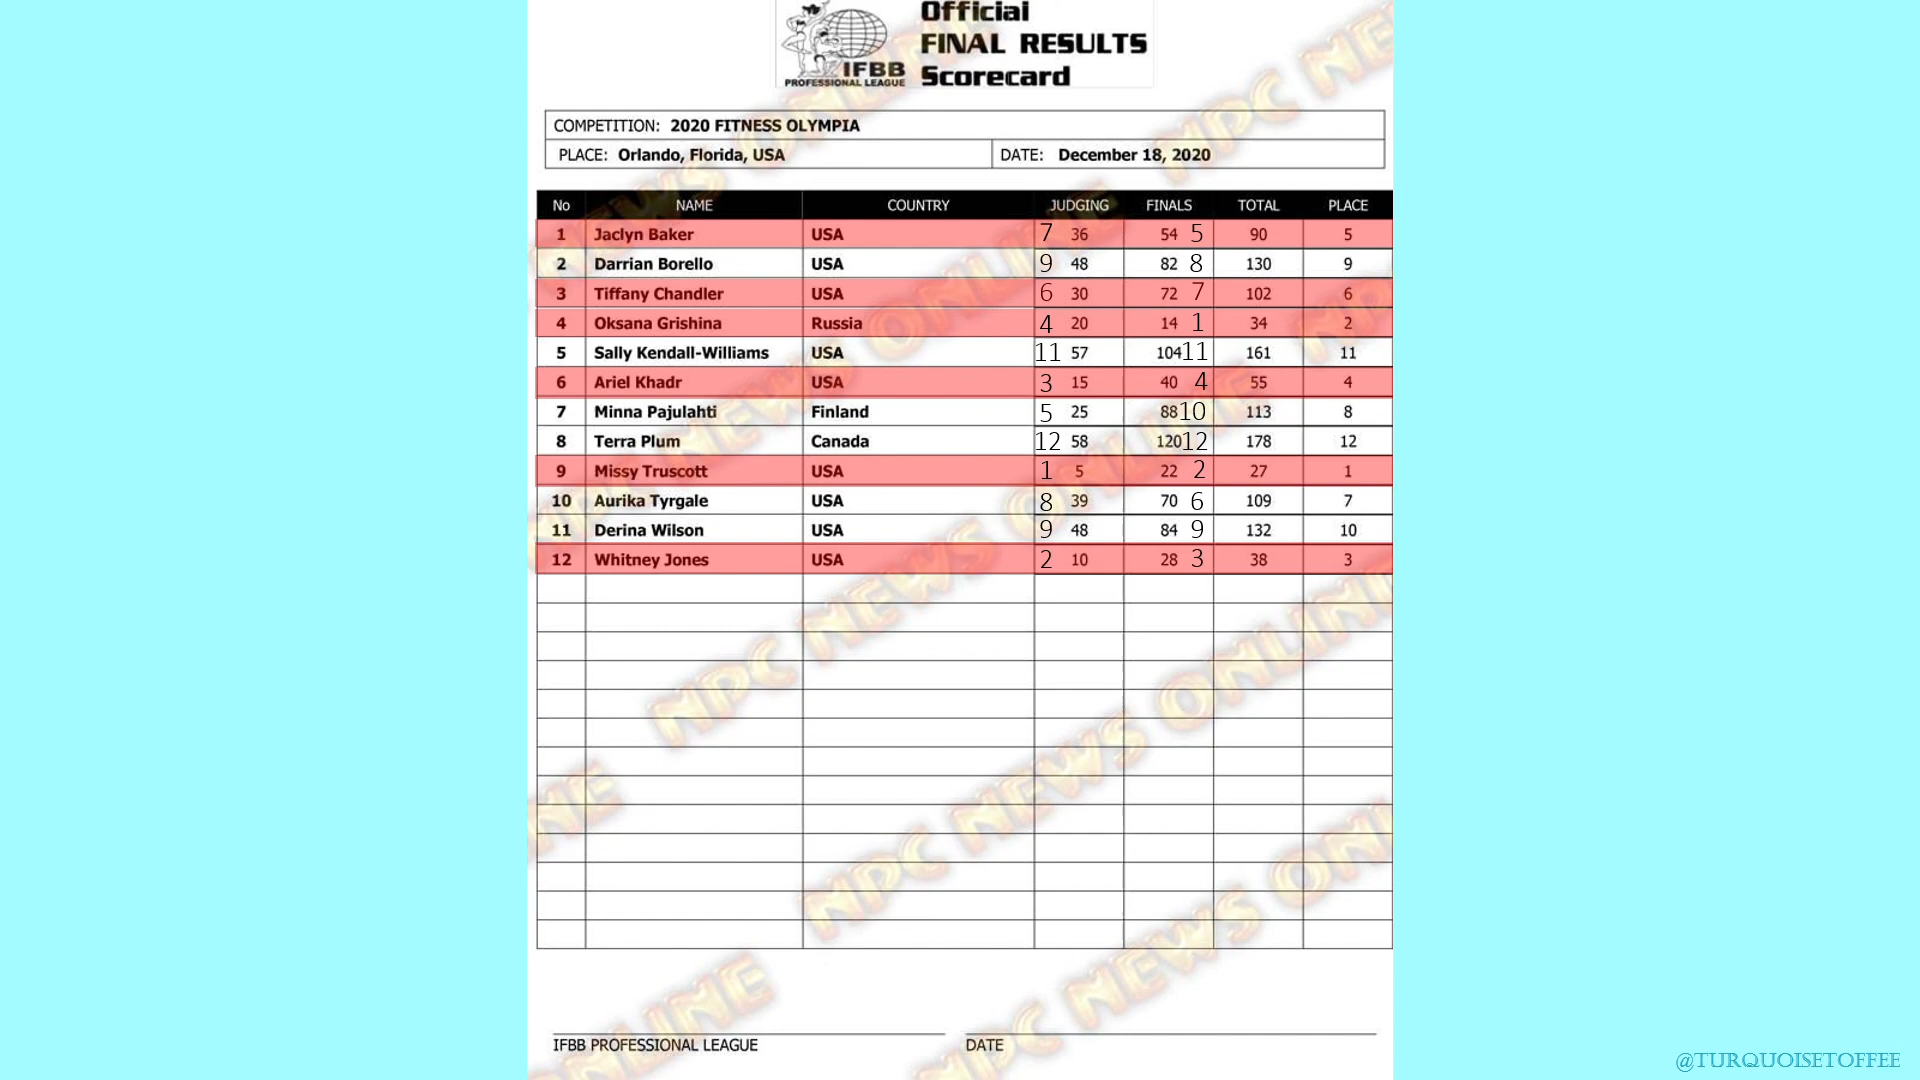 Official
FINAL RESULTS
Scorecard
IFBB
PROFESSIONAL LEAGUE
COMPETITION: 2020 FITNESS OLYMPIA
PLACE: Orlando, Florida, USA DATE: December 18, 2020
No NAME COUNTRY JUDGING FINALS TOTAL PLACE
1 Jaclyn Baker USA 7 36 54 5 90 5
2 Darrian Borello USA 9 48 82 8 130 9
3 Tiffany Chandler USA 6 30 72 7 102 6
4 Oksana Grishina Russia 4 20 14 1 34 2
5 Sally Kendall-Williams USA 11 57 104 11 161 11
6 Ariel Khadr USA 3 15 40 4 55 4
7 Minna Pajulahti Finland 5 25 88 10 113 8
8 Terra Plum Canada 12 58 120 12 178 12
9 Missy Truscott USA 1 5 22 2 27 1
10 Aurika Tyrgale USA 8 39 70 6 109 7
11 Derina Wilson USA 9 48 84 9 132 10
12 Whitney Jones USA 2 10 28 3 38 3
NPC NEWS ONLINE
NPC NEWS ONLINE
IFBB PROFESSIONAL LEAGUE DATE
@TURQUOISETOFFEE